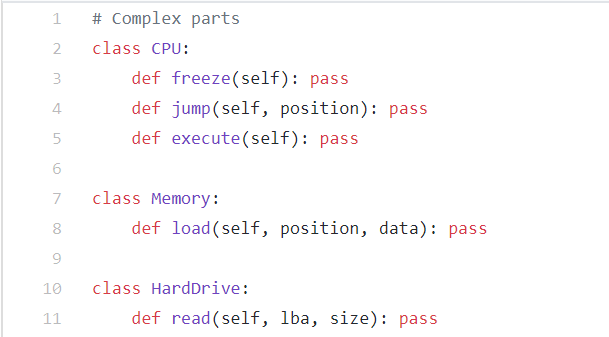 1 # Complex parts
2 class CPU:
3     def freeze(self): pass
4     def jump(self, position): pass
5     def execute(self): pass
6
7 class Memory:
8     def load(self, position, data): pass
9
10 class HardDrive:
11     def read(self, lba, size): pass